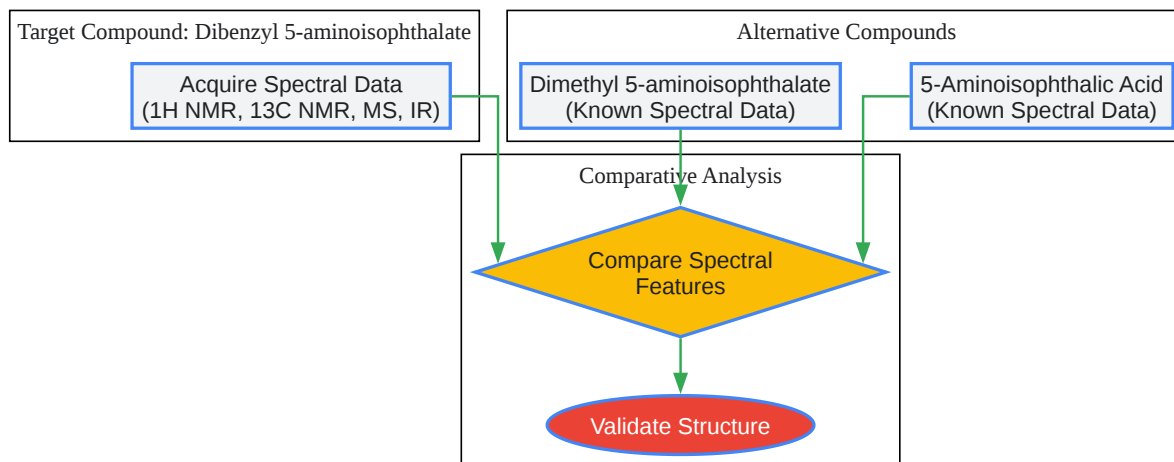 Target Compound: Dibenzyl 5-aminoisophthalate
Acquire Spectral Data
(1H NMR, 13C NMR, MS, IR)
Alternative Compounds
Dimethyl 5-aminoisophthalate
(Known Spectral Data)
5-Aminoisophthalic Acid
(Known Spectral Data)
Comparative Analysis
Compare Spectral
Features
Validate Structure